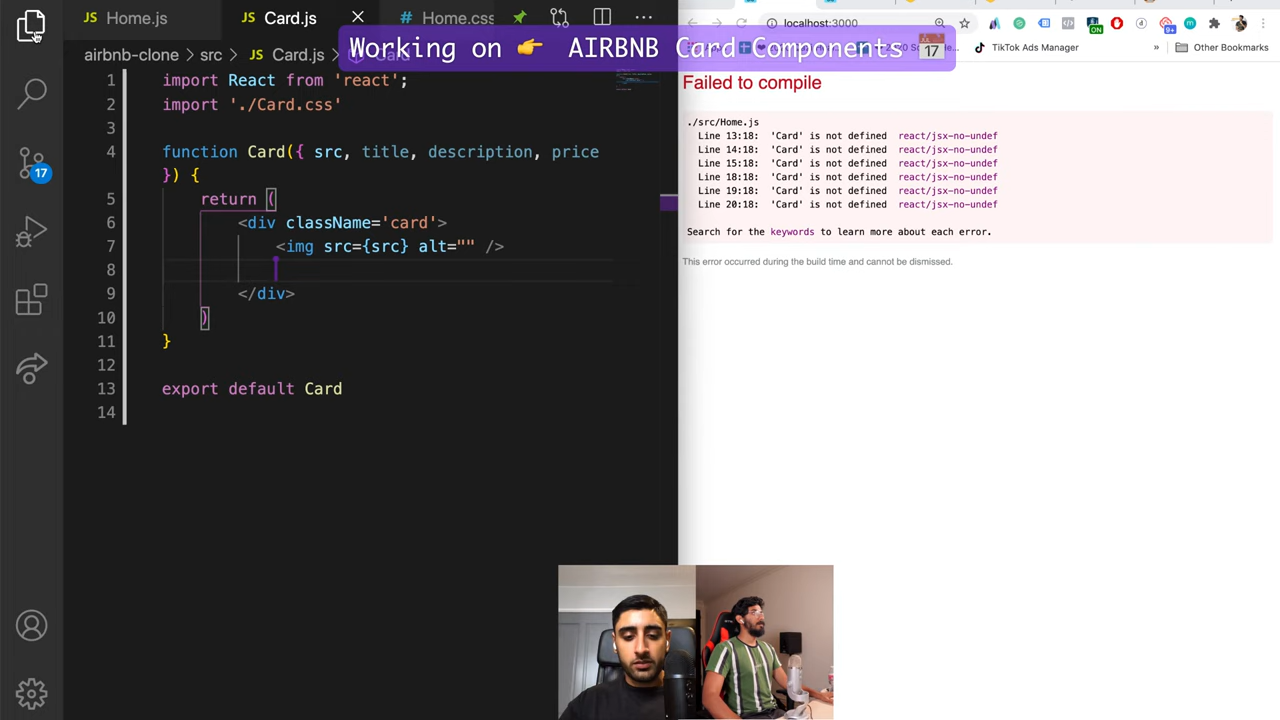 Home.js
Card.js
Home.css
Working on 👉 AIRBNB Card Components 17
airbnb-clone > src > Card.js >
1 import React from 'react';
2 import './Card.css'
3
4 function Card({ src, title, description, price
}) {
5 return (
6 <div className='card'>
7 <img src={src} alt="" />
8
9 </div>
10 )
11 }
12
13 export default Card
14
17
localhost:3000
TikTok Ads Manager
» Other Bookmarks
ON
Failed to compile
./src/Home.js
Line 13:18: 'Card' is not defined react/jsx-no-undef
Line 14:18: 'Card' is not defined react/jsx-no-undef
Line 15:18: 'Card' is not defined react/jsx-no-undef
Line 18:18: 'Card' is not defined react/jsx-no-undef
Line 19:18: 'Card' is not defined react/jsx-no-undef
Line 20:18: 'Card' is not defined react/jsx-no-undef
Search for the keywords to learn more about each error.
This error occurred during the build time and cannot be dismissed.